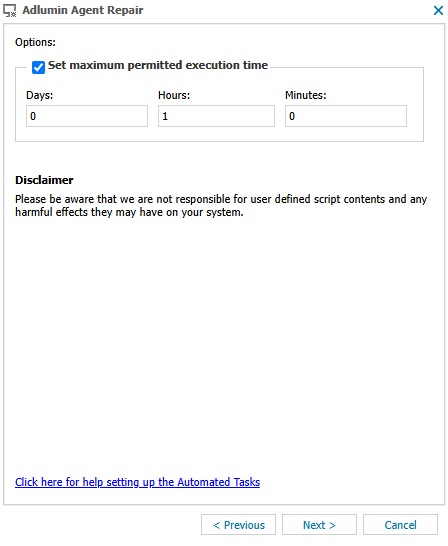 Adlumin Agent Repair
Options:
Set maximum permitted execution time
Days: Hours: Minutes:
0 1 0
Disclaimer
Please be aware that we are not responsible for user defined script contents and any
harmful effects they may have on your system.
Click here for help setting up the Automated Tasks
< Previous Next > Cancel